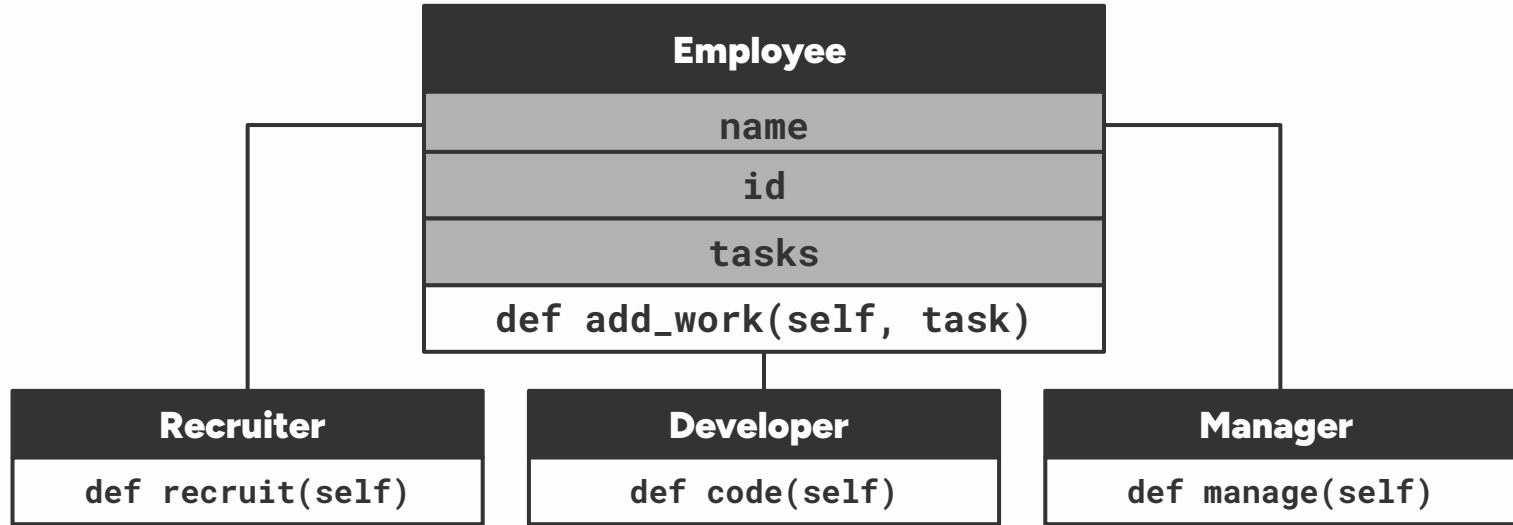 Employee
name
id
tasks
def add_work(self, task)
Recruiter
Developer
Manager
def recruit(self)
def code(self)
def manage(self)